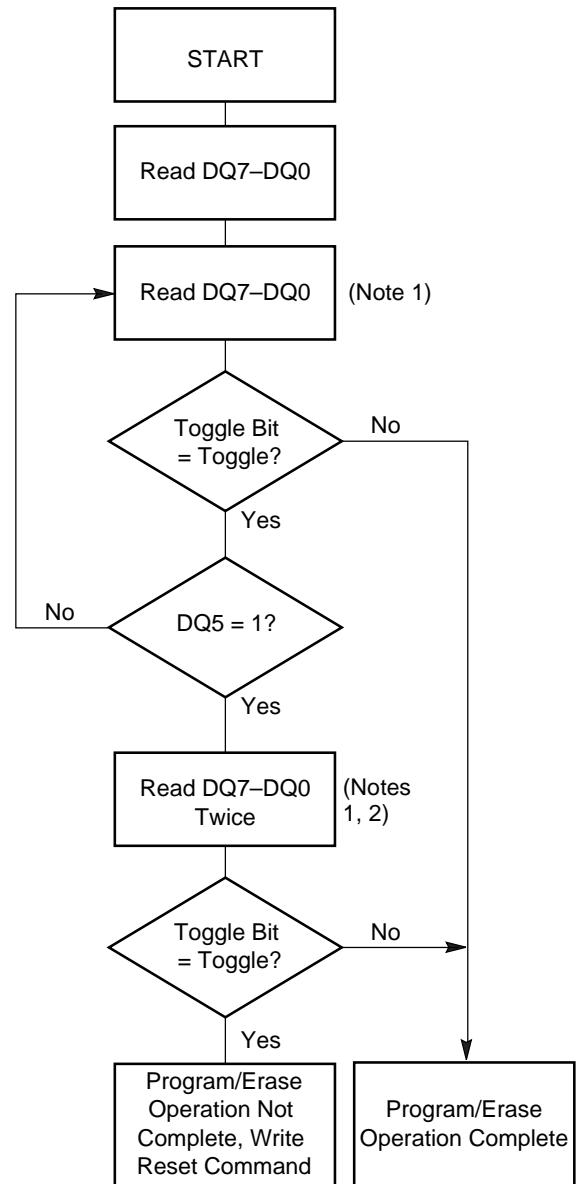 START
Read DQ7–DQ0
Read DQ7–DQ0
(Note 1)
Toggle Bit
= Toggle?
No
Yes
DQ5 = 1?
No
Yes
Read DQ7–DQ0
Twice
(Notes
1, 2)
Toggle Bit
= Toggle?
No
Yes
Program/Erase
Operation Not
Complete, Write
Reset Command
Program/Erase
Operation Complete